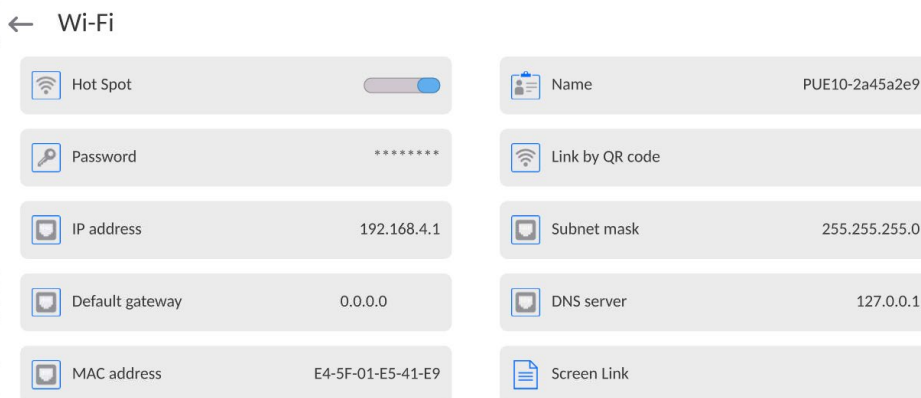 Wi-Fi
Hot Spot
Name PUE10-2a45a2e9
Password ********
Link by QR code
IP address 192.168.4.1
Subnet mask 255.255.255.0
Default gateway 0.0.0.0
DNS server 127.0.0.1
MAC address E4-5F-01-E5-41-E9
Screen Link